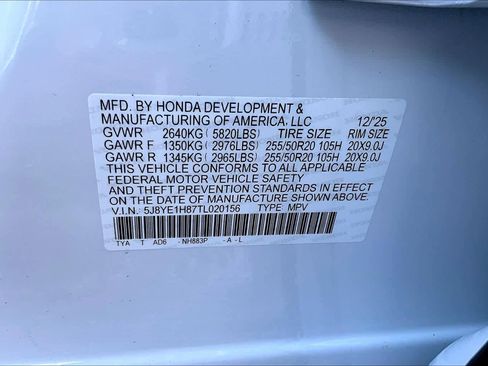 MFD. BY HONDA DEVELOPMENT &
MANUFACTURING OF AMERICA, LLC 12/'25
GVWR 2640KG ( 5820LBS) TIRE SIZE RIM SIZE
GAWR F 1350KG ( 2976LBS) 255/50R20 105H 20X9.0J
GAWR R 1345KG ( 2965LBS) 255/50R20 105H 20X9.0J
THIS VEHICLE CONFORMS TO ALL APPLICABLE
FEDERAL MOTOR VEHICLE SAFETY
STANDARDS IN EFFECT ON THE
DATE OF MANUFACTURE SHOWN ABOVE.
V.I.N.: 5J8YE1H87TL020156 TYPE: MPV
TYA T AD6 - NH883P - A - L